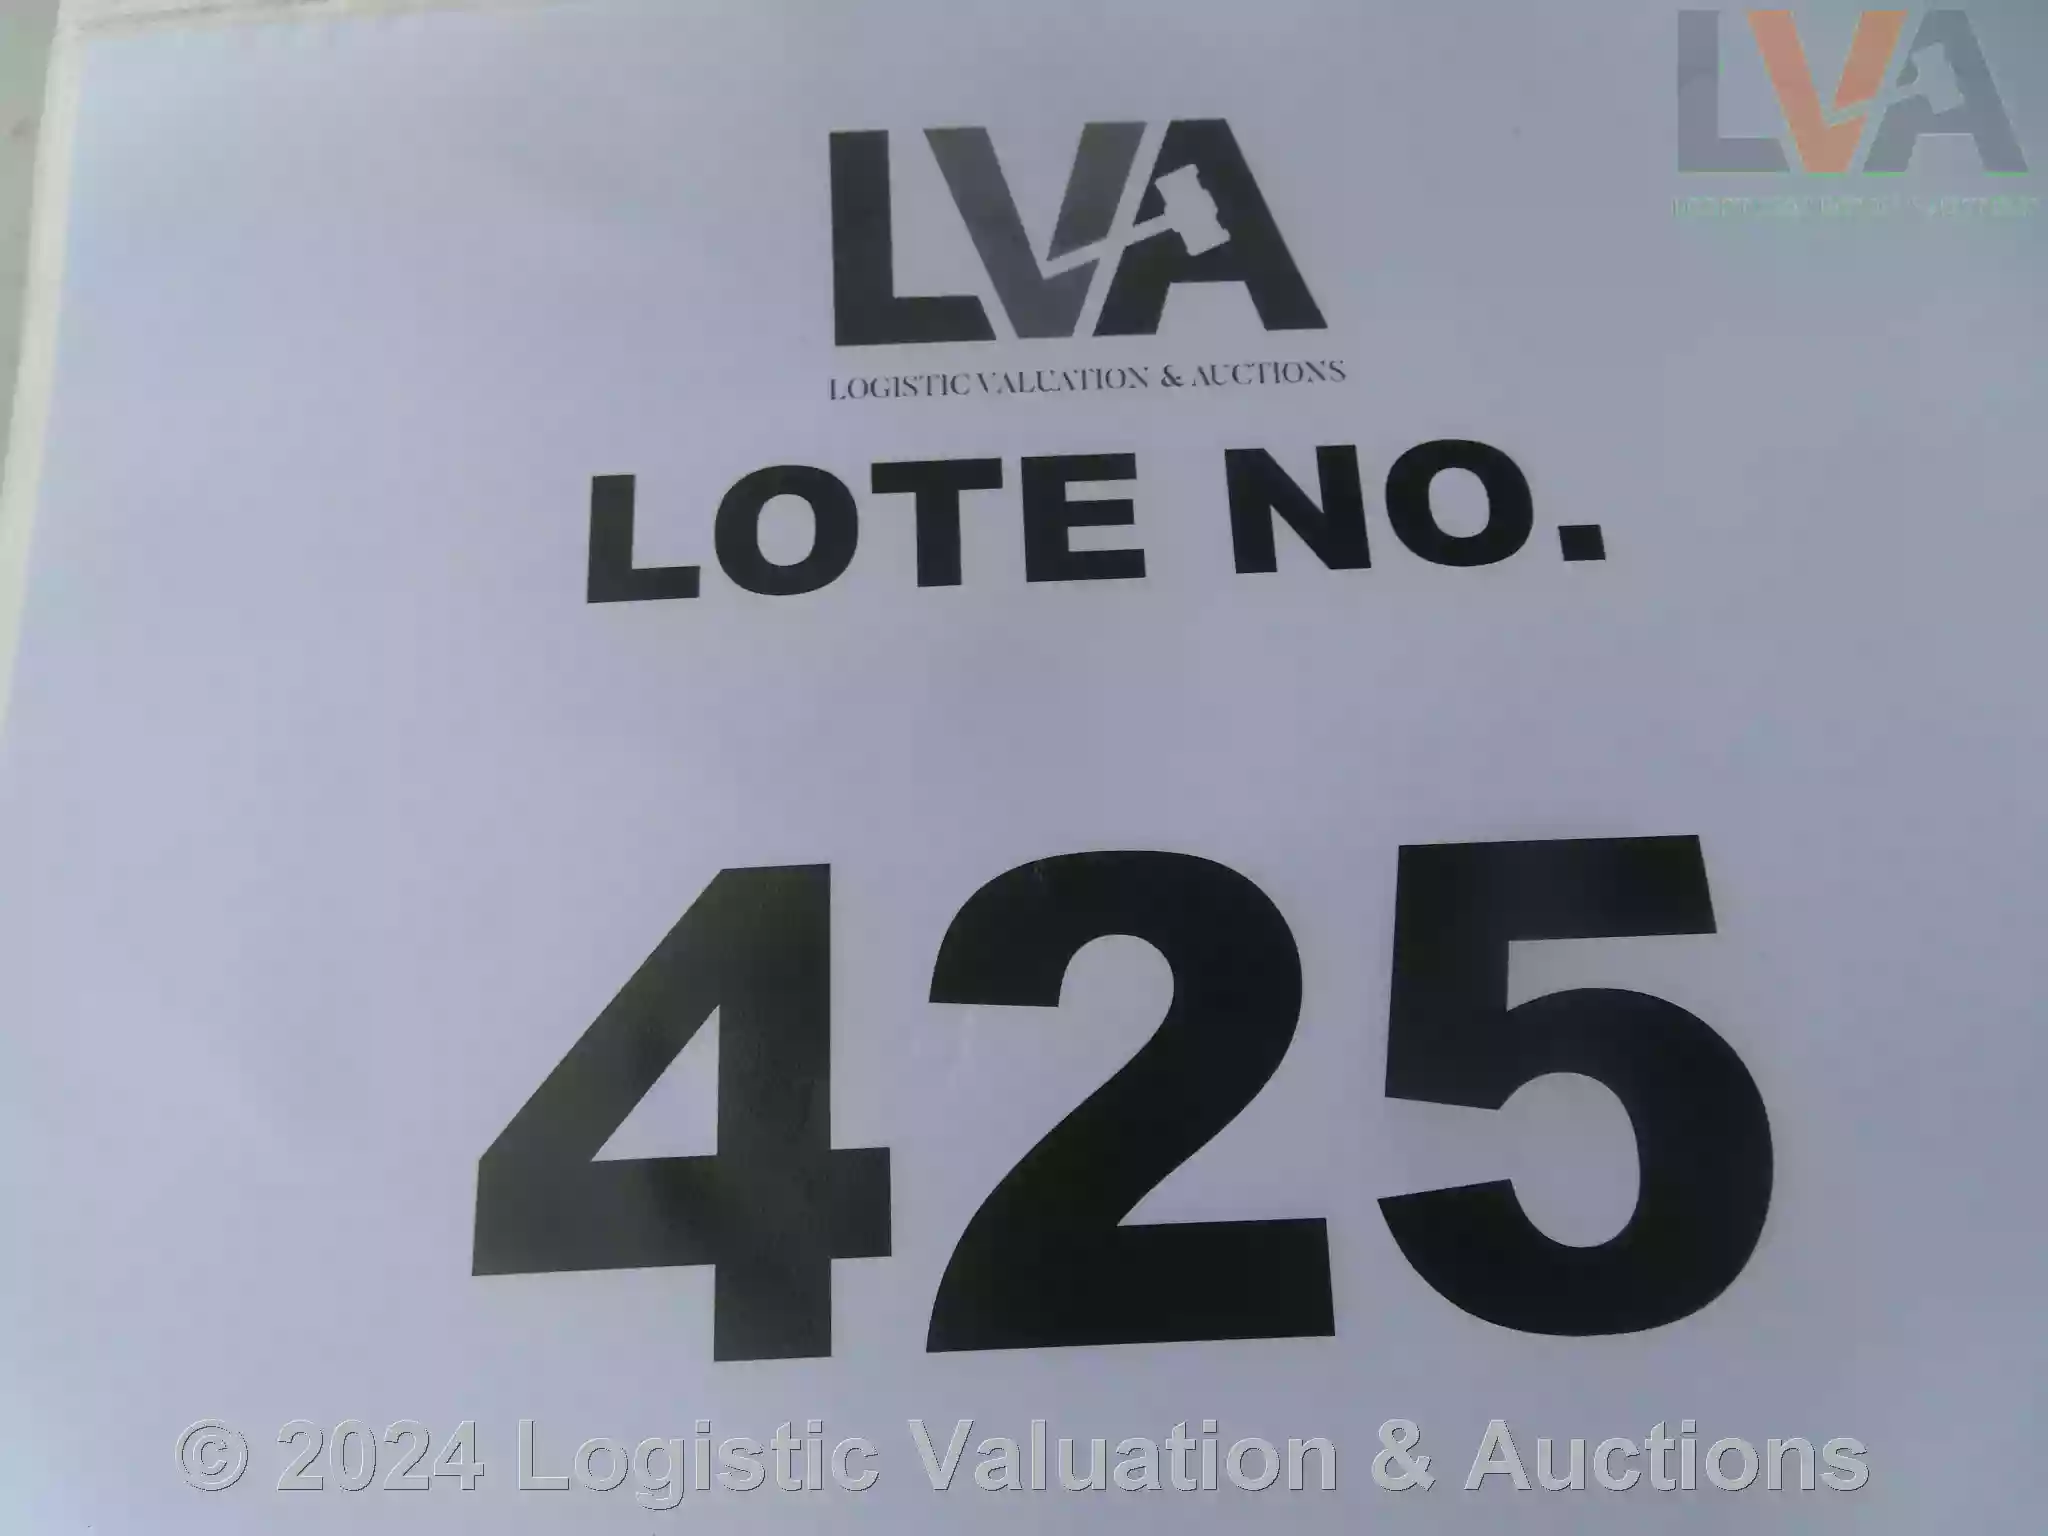 LVA
LVA
LOGISTIC VALUATION & AUCTIONS
LOTE NO.
425
© 2024 Logistic Valuation & Auctions